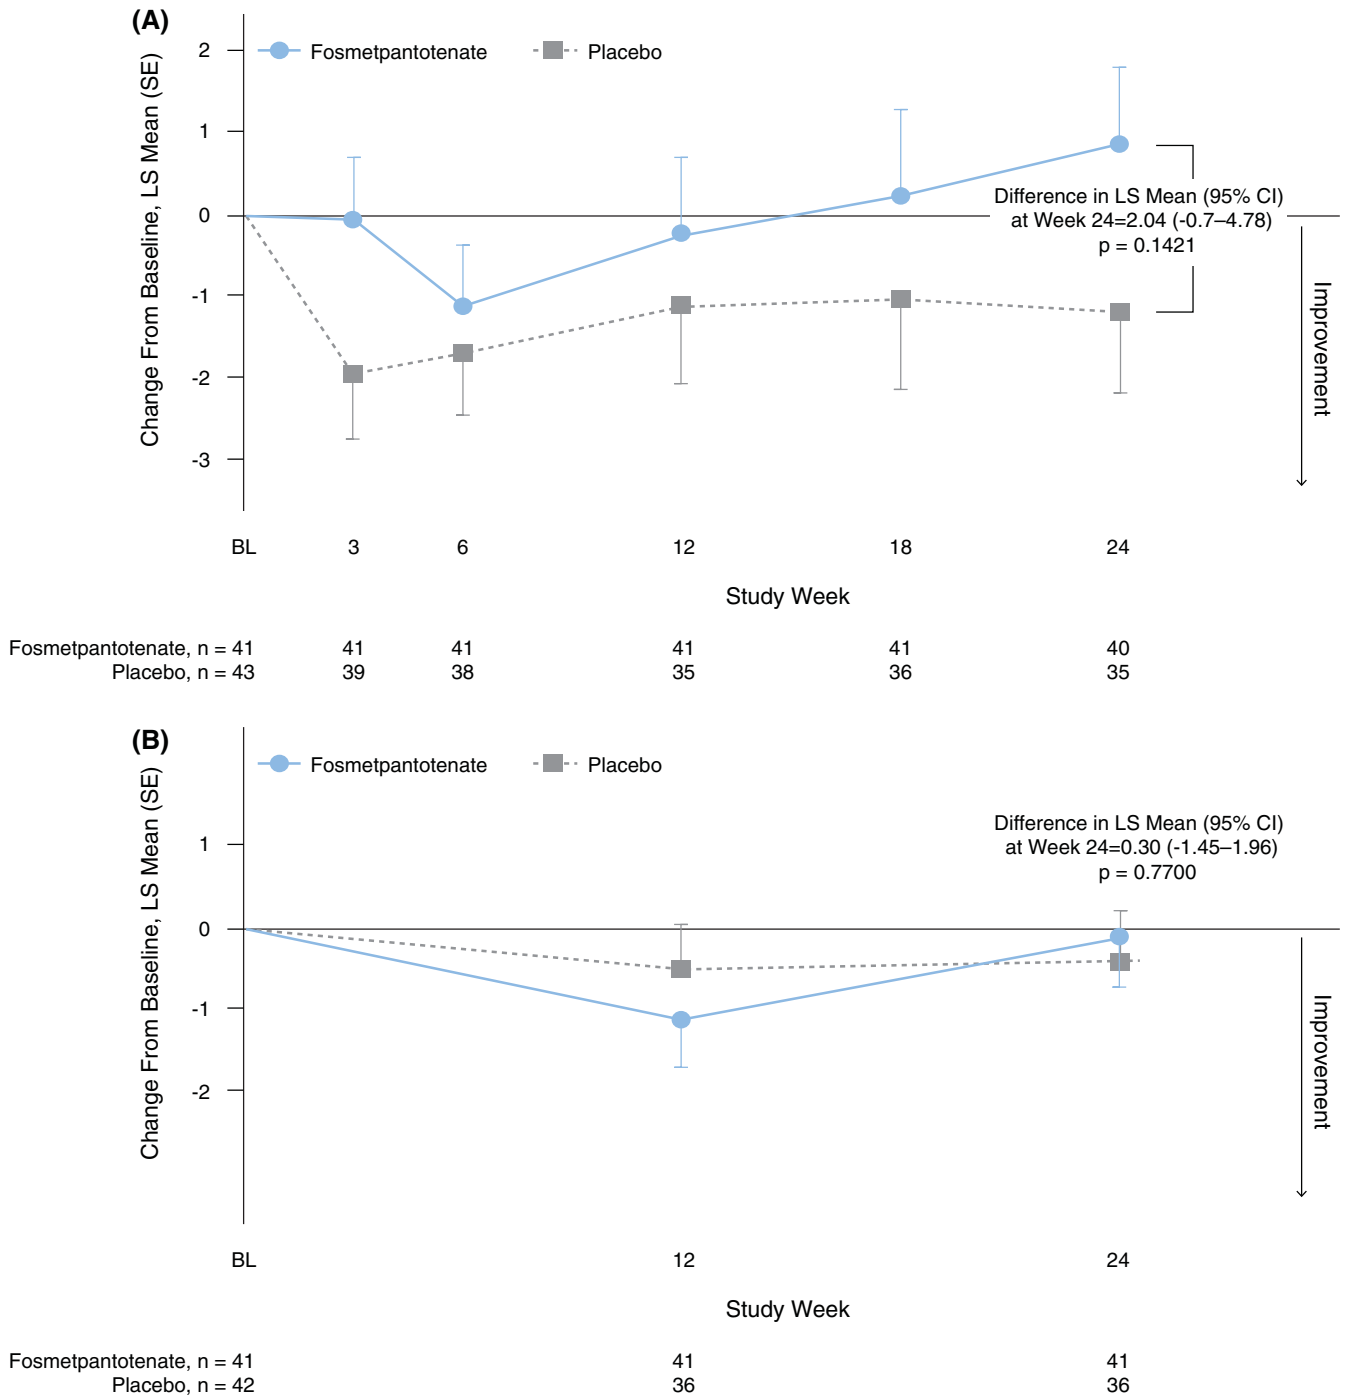 (A)
Fosmetpantotenate
Placebo
Change From Baseline, LS Mean (SE)
2
1
0
-1
-2
-3
Difference in LS Mean (95% CI)
at Week 24=2.04 (-0.7–4.78)
p = 0.1421
Improvement
BL 3 6 12 18 24
Study Week
Fosmetpantotenate, n = 41 41 41 41 41 40
Placebo, n = 43 39 38 35 36 35
(B)
Fosmetpantotenate
Placebo
Change From Baseline, LS Mean (SE)
1
0
-1
-2
Difference in LS Mean (95% CI)
at Week 24=0.30 (-1.45–1.96)
p = 0.7700
Improvement
BL 12 24
Study Week
Fosmetpantotenate, n = 41 41 41
Placebo, n = 42 36 36